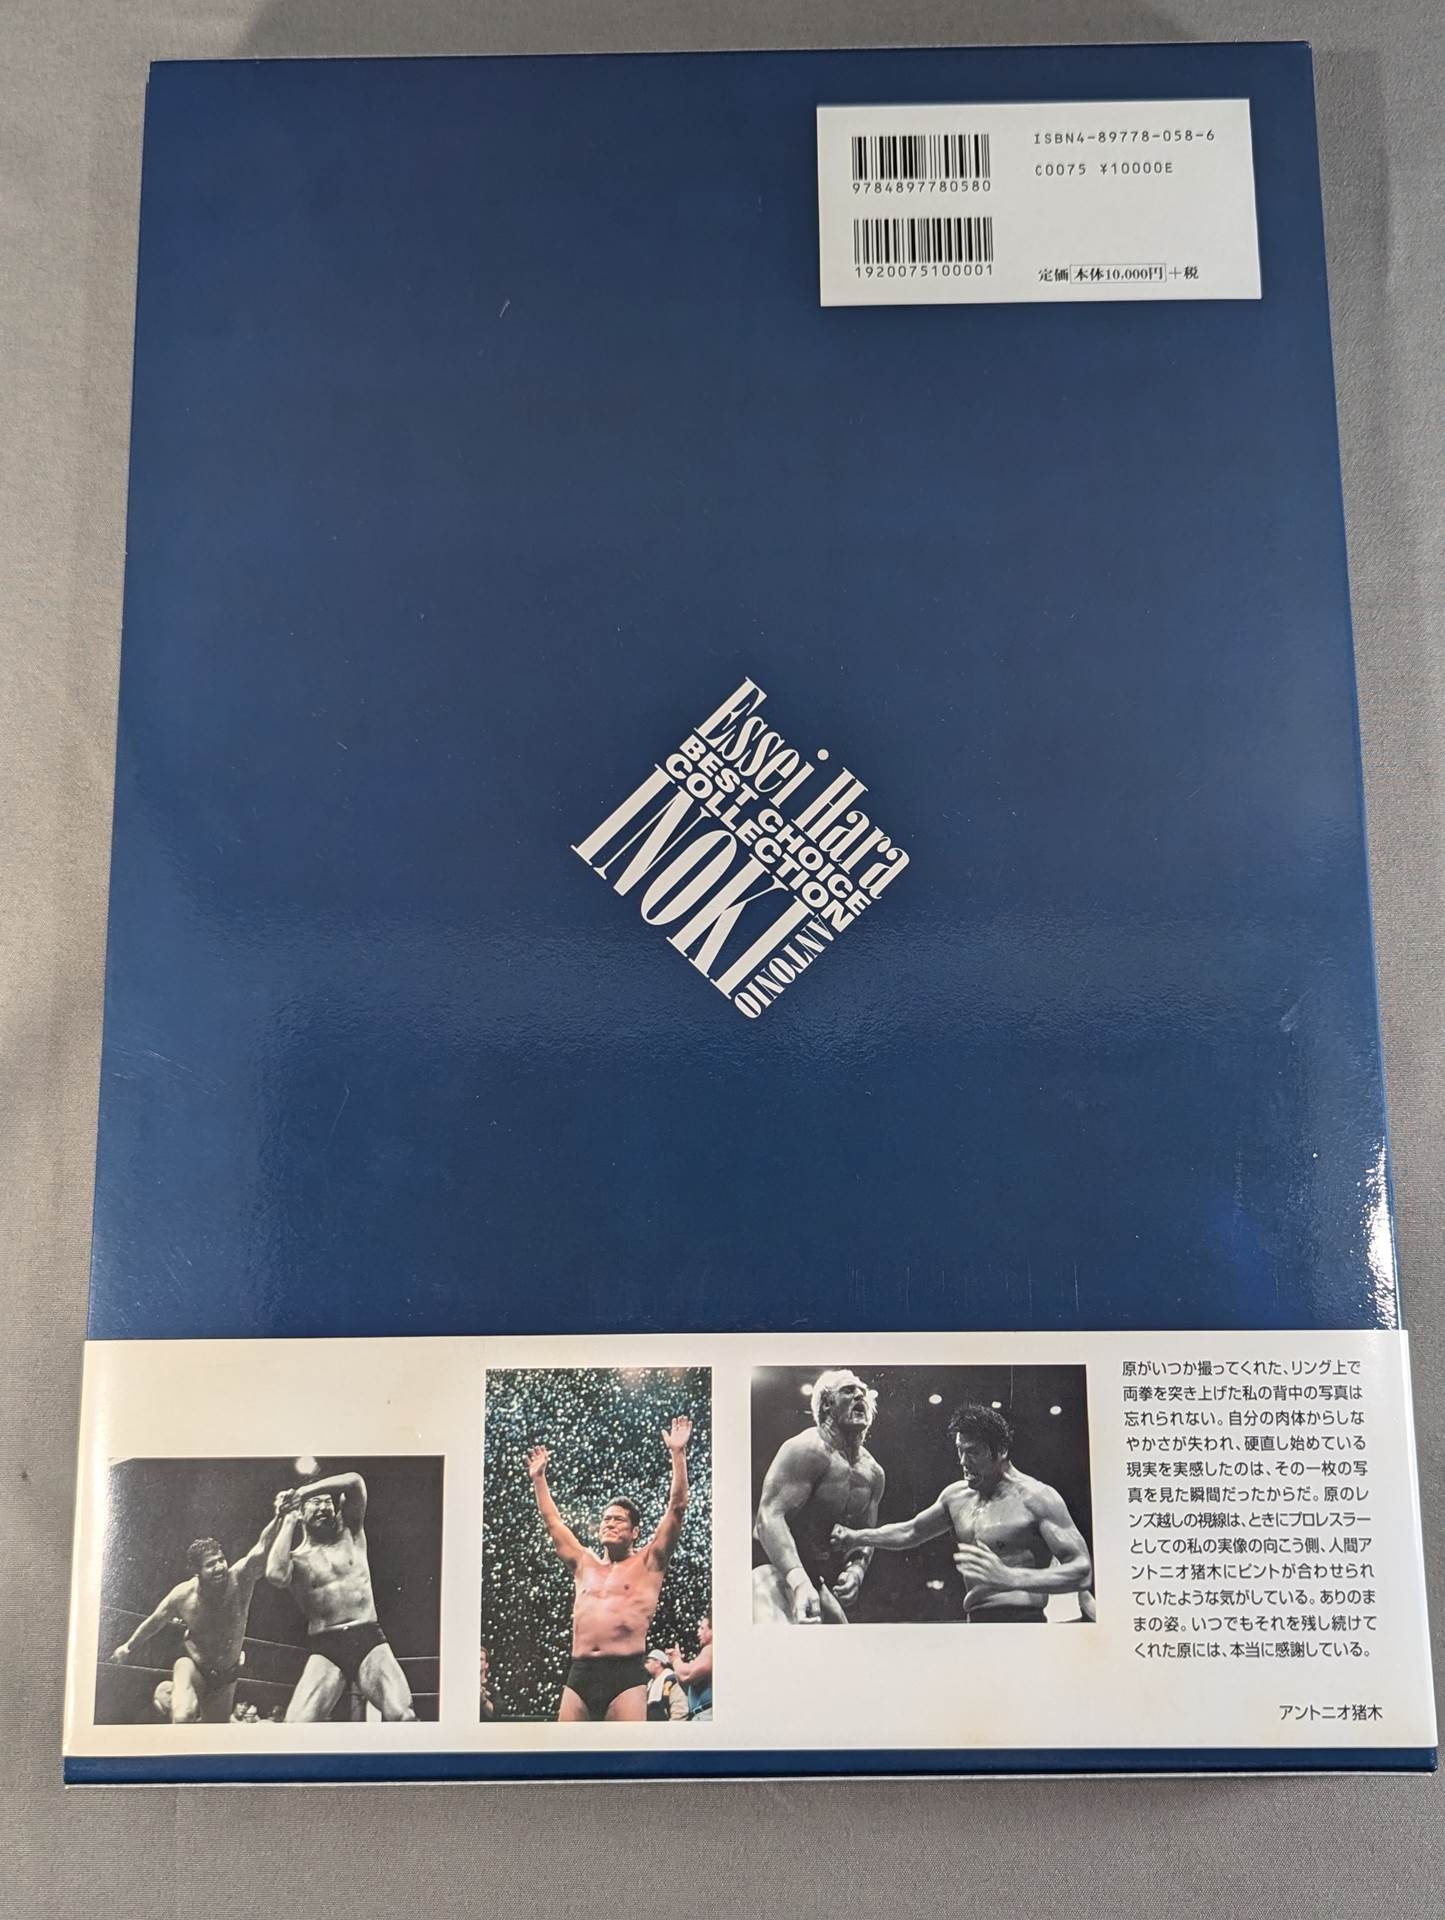 ISBN4-89778-058-6
C0075 ¥10000E
9784897780580
1920075100001
定価 本体10,000円 +税
Essei Hara
BEST CHOICE
COLLECTION
INOKI
ANTONIO
原がいつか撮ってくれた、リング上で
両拳を突き上げた私の背中の写真は
忘れられない。自分の肉体からしな
やかさが失われ、硬直し始めている
現実を実感したのは、その一枚の写
真を見た瞬間だったからだ。原のレ
ンズ越しの視線は、ときにプロレスラー
としての私の実像の向こう側、人間ア
ントニオ猪木にピントが合わせられ
ていたような気がしている。ありのま
まの姿。いつでもそれを残し続けて
くれた原には、本当に感謝している。
アントニオ猪木